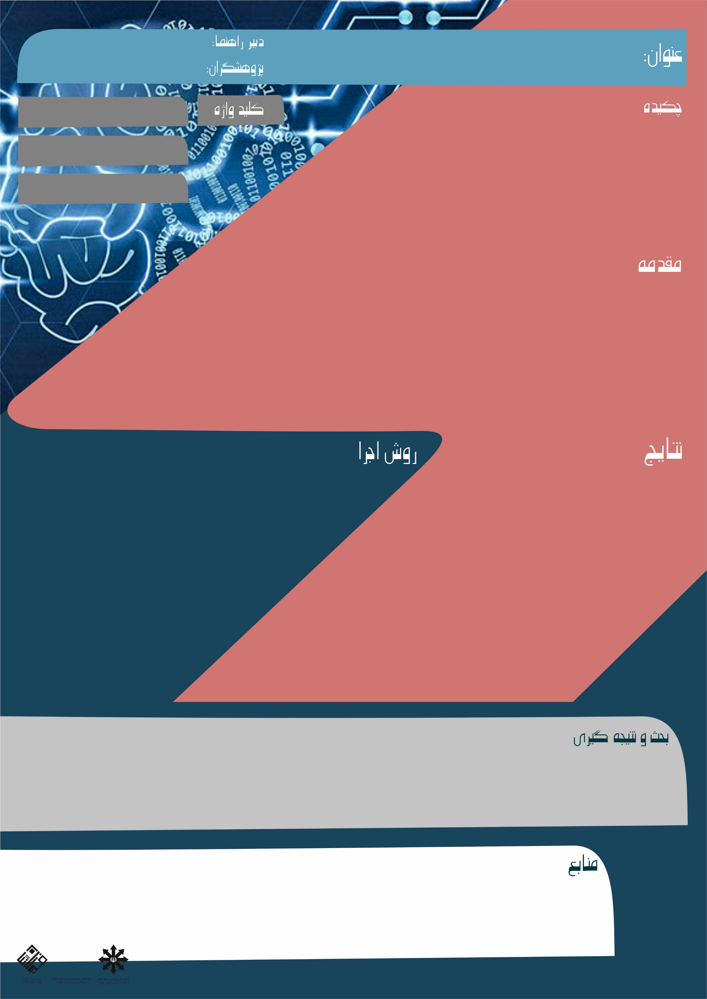 عنوان:
دبیر راهنما:
پژوهشگران:
چکیده
کلید واژه
مقدمه
نتایج
روش اجرا
بحث و نتیجه گیری
منابع